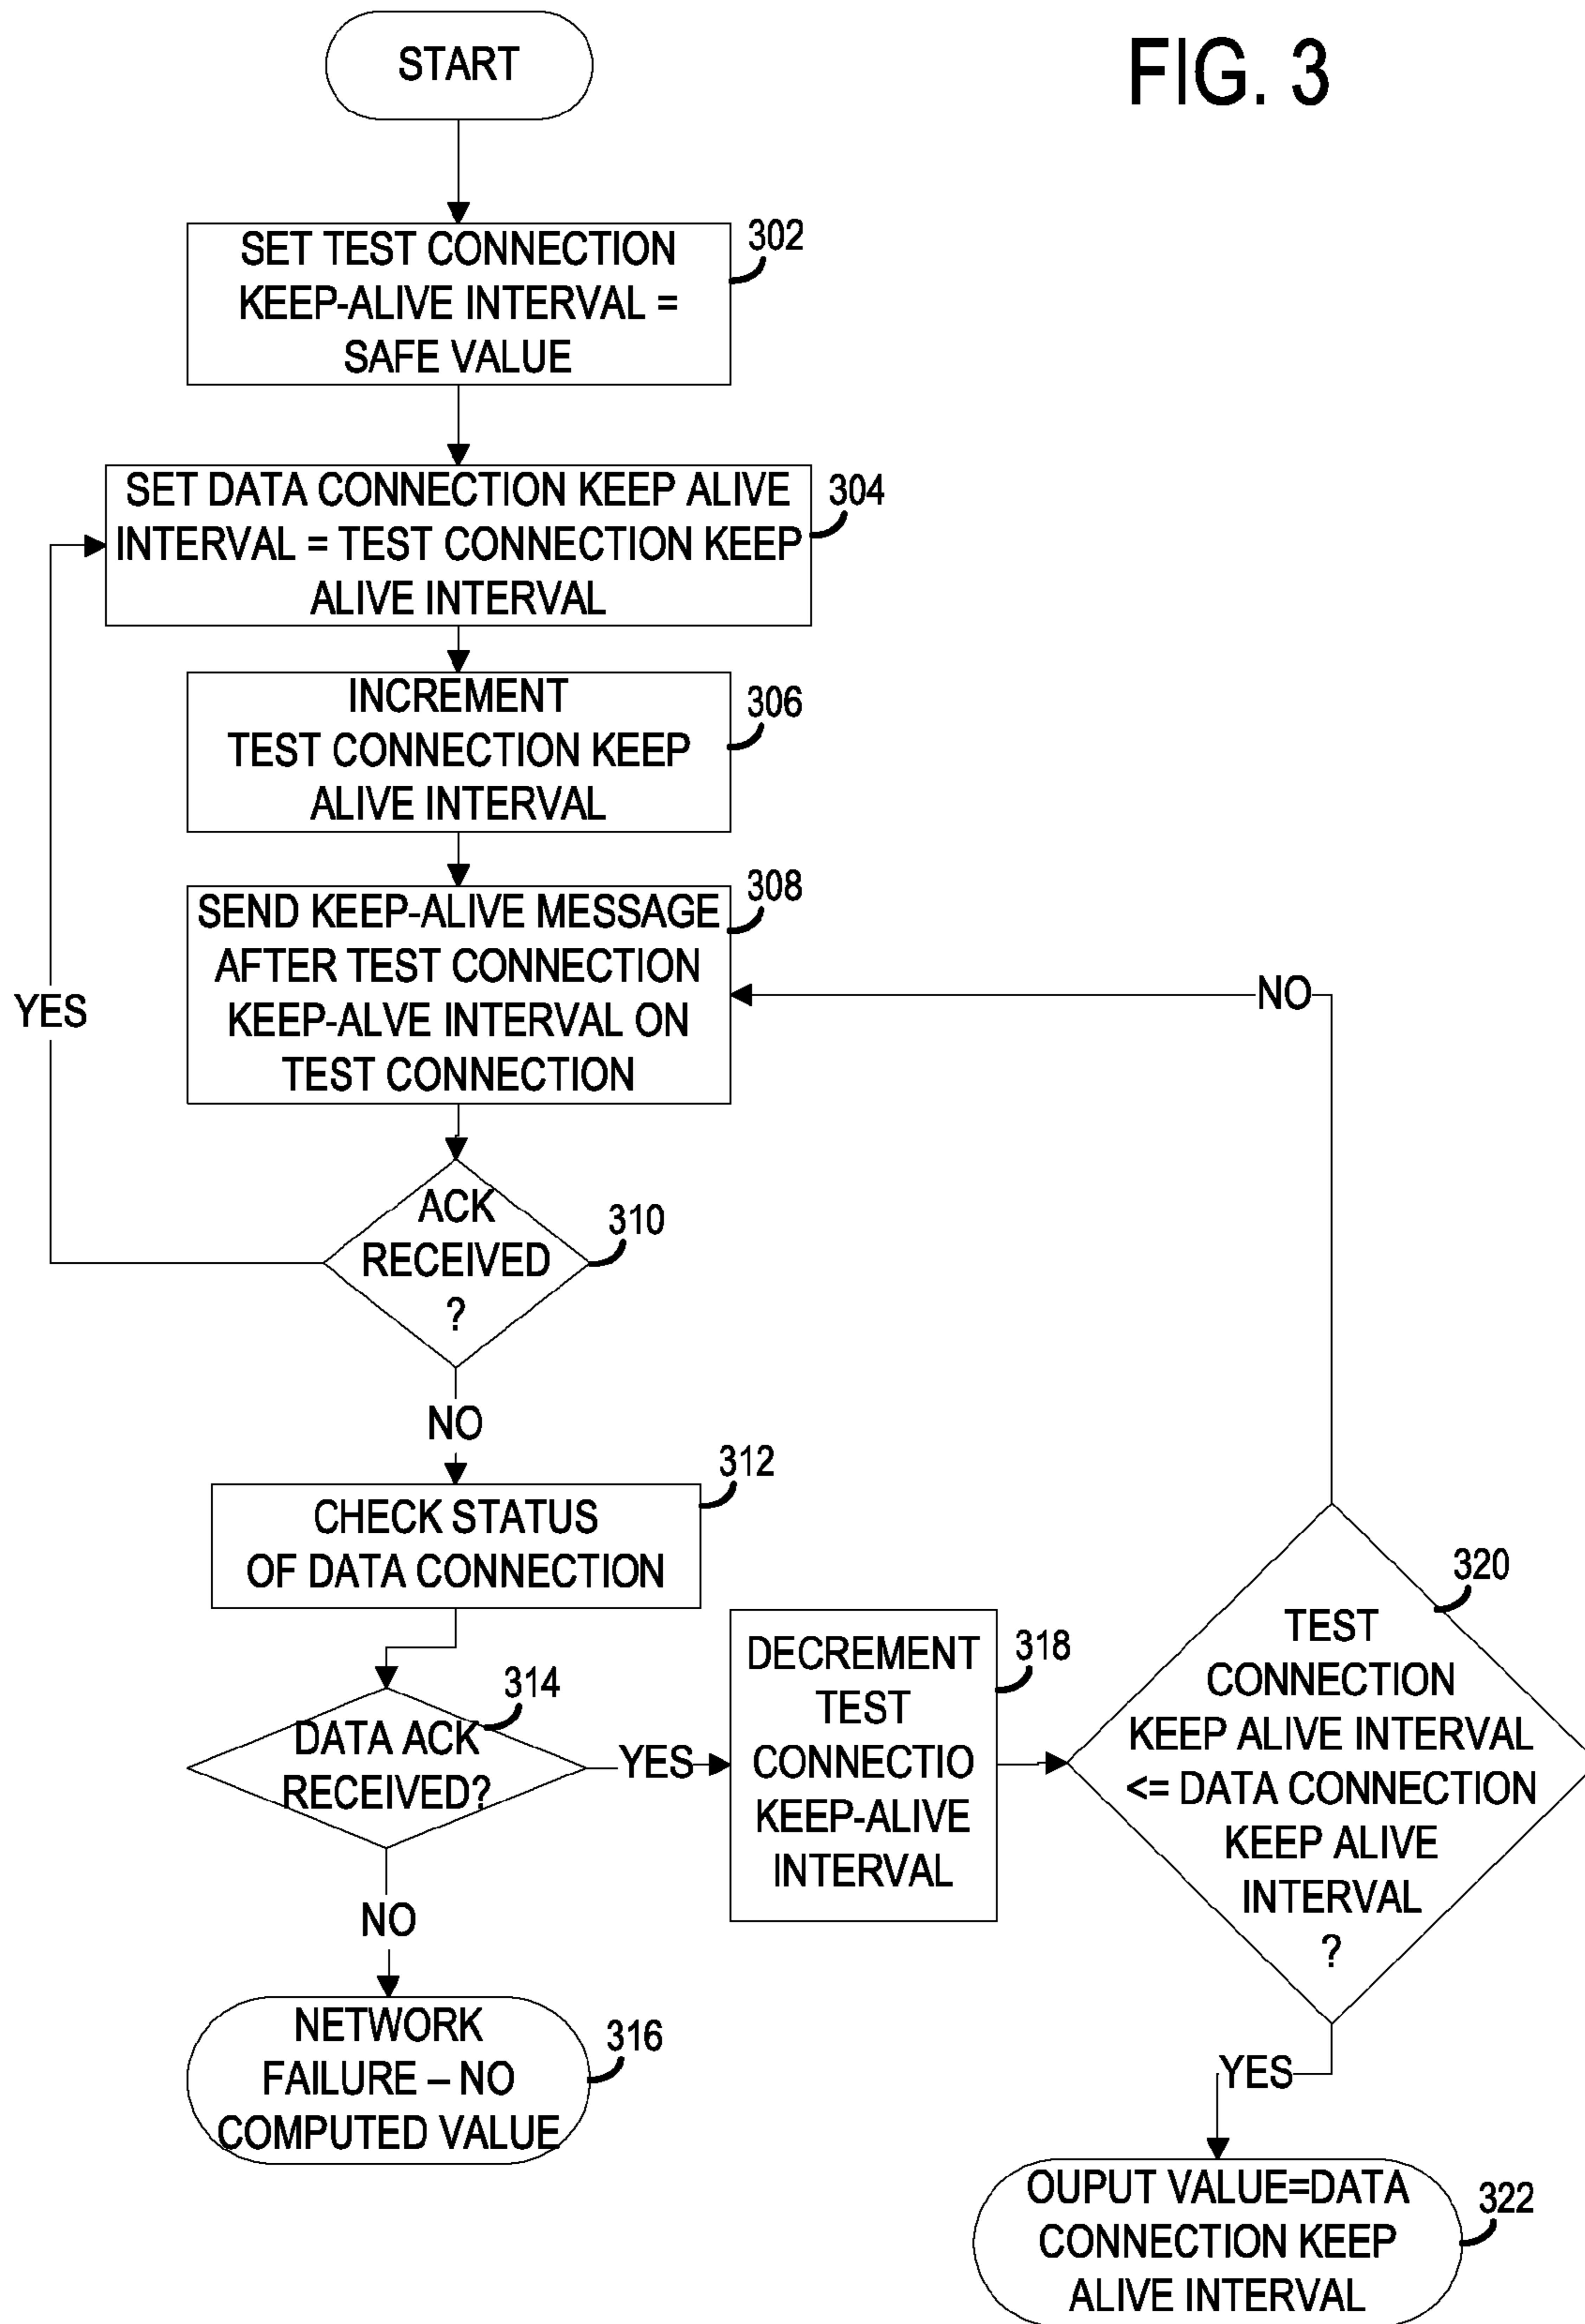 FIG. 3
START
SET TEST CONNECTION
KEEP-ALIVE INTERVAL =
SAFE VALUE
302
SET DATA CONNECTION KEEP ALIVE
INTERVAL = TEST CONNECTION KEEP
ALIVE INTERVAL
304
INCREMENT
TEST CONNECTION KEEP
ALIVE INTERVAL
306
SEND KEEP-ALIVE MESSAGE
AFTER TEST CONNECTION
KEEP-ALVE INTERVAL ON
TEST CONNECTION
308
NO
YES
ACK
RECEIVED
?
310
NO
CHECK STATUS
OF DATA CONNECTION
312
DATA ACK
RECEIVED?
314
YES
DECREMENT
TEST
CONNECTIO
KEEP-ALIVE
INTERVAL
318
TEST
CONNECTION
KEEP ALIVE INTERVAL
<= DATA CONNECTION
KEEP ALIVE
INTERVAL
?
320
NO
NETWORK
FAILURE – NO
COMPUTED VALUE
316
YES
OUPUT VALUE=DATA
CONNECTION KEEP
ALIVE INTERVAL
322